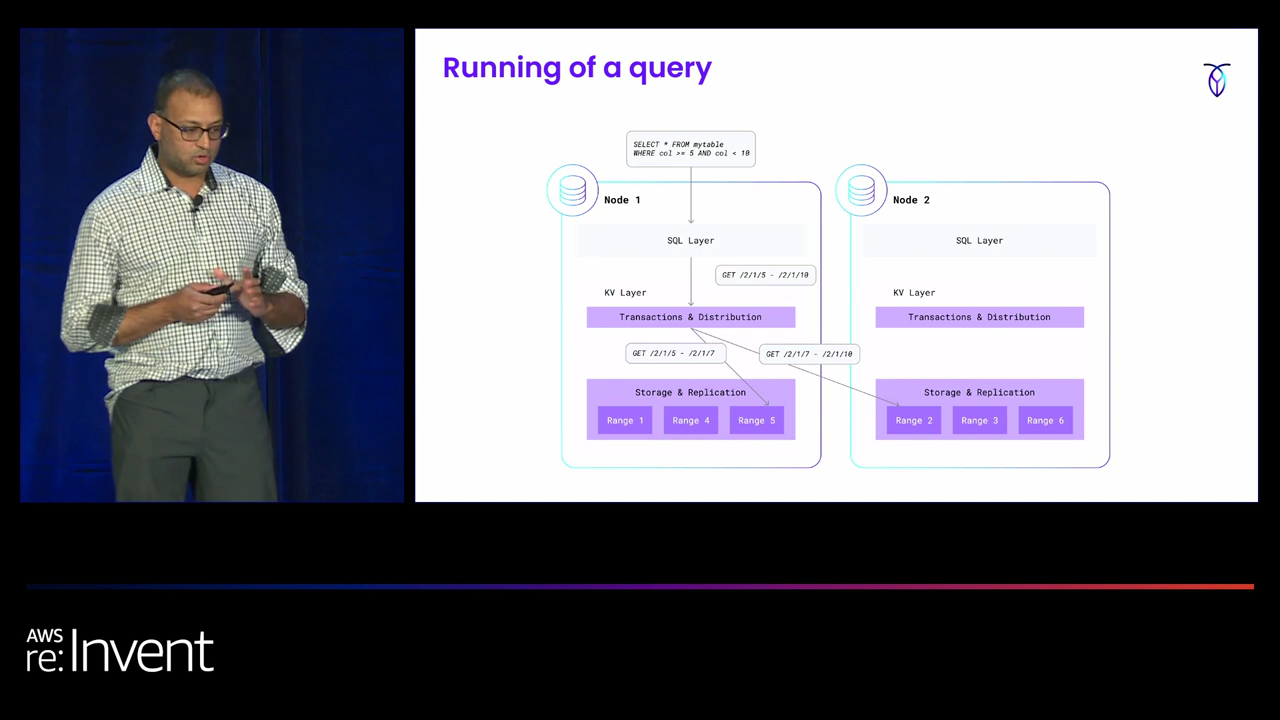 Running of a query
SELECT * FROM mytable
WHERE col >= 5 AND col < 10
Node 1
SQL Layer
GET /2/1/5 - /2/1/10
KV Layer
Transactions & Distribution
GET /2/1/5 - /2/1/7
GET /2/1/7 - /2/1/10
Storage & Replication
Range 1
Range 4
Range 5
Node 2
SQL Layer
KV Layer
Transactions & Distribution
Storage & Replication
Range 2
Range 3
Range 6
AWS
re:Invent